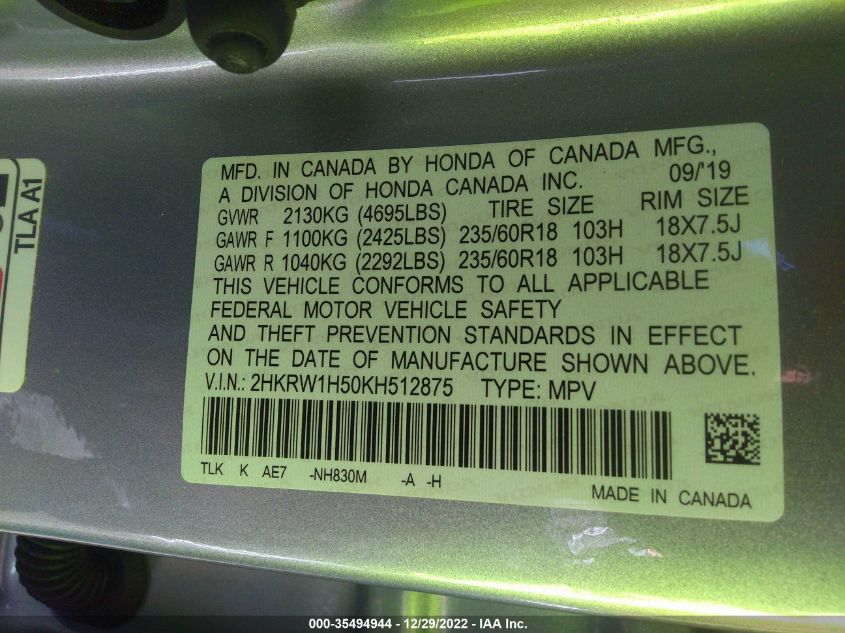 TLA A1
MFD. IN CANADA BY HONDA OF CANADA MFG.,
A DIVISION OF HONDA CANADA INC. 09/'19
GVWR 2130KG (4695LBS) TIRE SIZE RIM SIZE
GAWR F 1100KG (2425LBS) 235/60R18 103H 18X7.5J
GAWR R 1040KG (2292LBS) 235/60R18 103H 18X7.5J
THIS VEHICLE CONFORMS TO ALL APPLICABLE
FEDERAL MOTOR VEHICLE SAFETY
AND THEFT PREVENTION STANDARDS IN EFFECT
ON THE DATE OF MANUFACTURE SHOWN ABOVE.
V.I.N.: 2HKRW1H50KH512875 TYPE: MPV
TLK K AE7 -NH830M -A -H
MADE IN CANADA
000-35494944 - 12/29/2022 - IAA Inc.